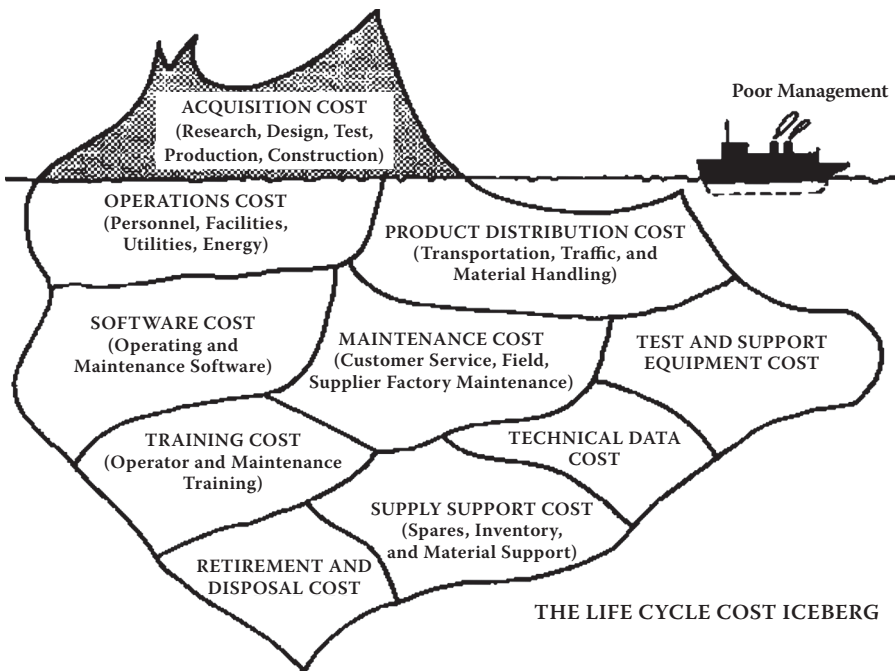 Poor Management
ACQUISITION COST
(Research, Design, Test,
Production, Construction)
OPERATIONS COST
(Personnel, Facilities,
Utilities, Energy)
PRODUCT DISTRIBUTION COST
(Transportation, Traffic, and
Material Handling)
SOFTWARE COST
(Operating and
Maintenance Software)
MAINTENANCE COST
(Customer Service, Field,
Supplier Factory Maintenance)
TEST AND SUPPORT
EQUIPMENT COST
TRAINING COST
(Operator and Maintenance
Training)
TECHNICAL DATA
COST
SUPPLY SUPPORT COST
(Spares, Inventory,
and Material Support)
RETIREMENT AND
DISPOSAL COST
THE LIFE CYCLE COST ICEBERG